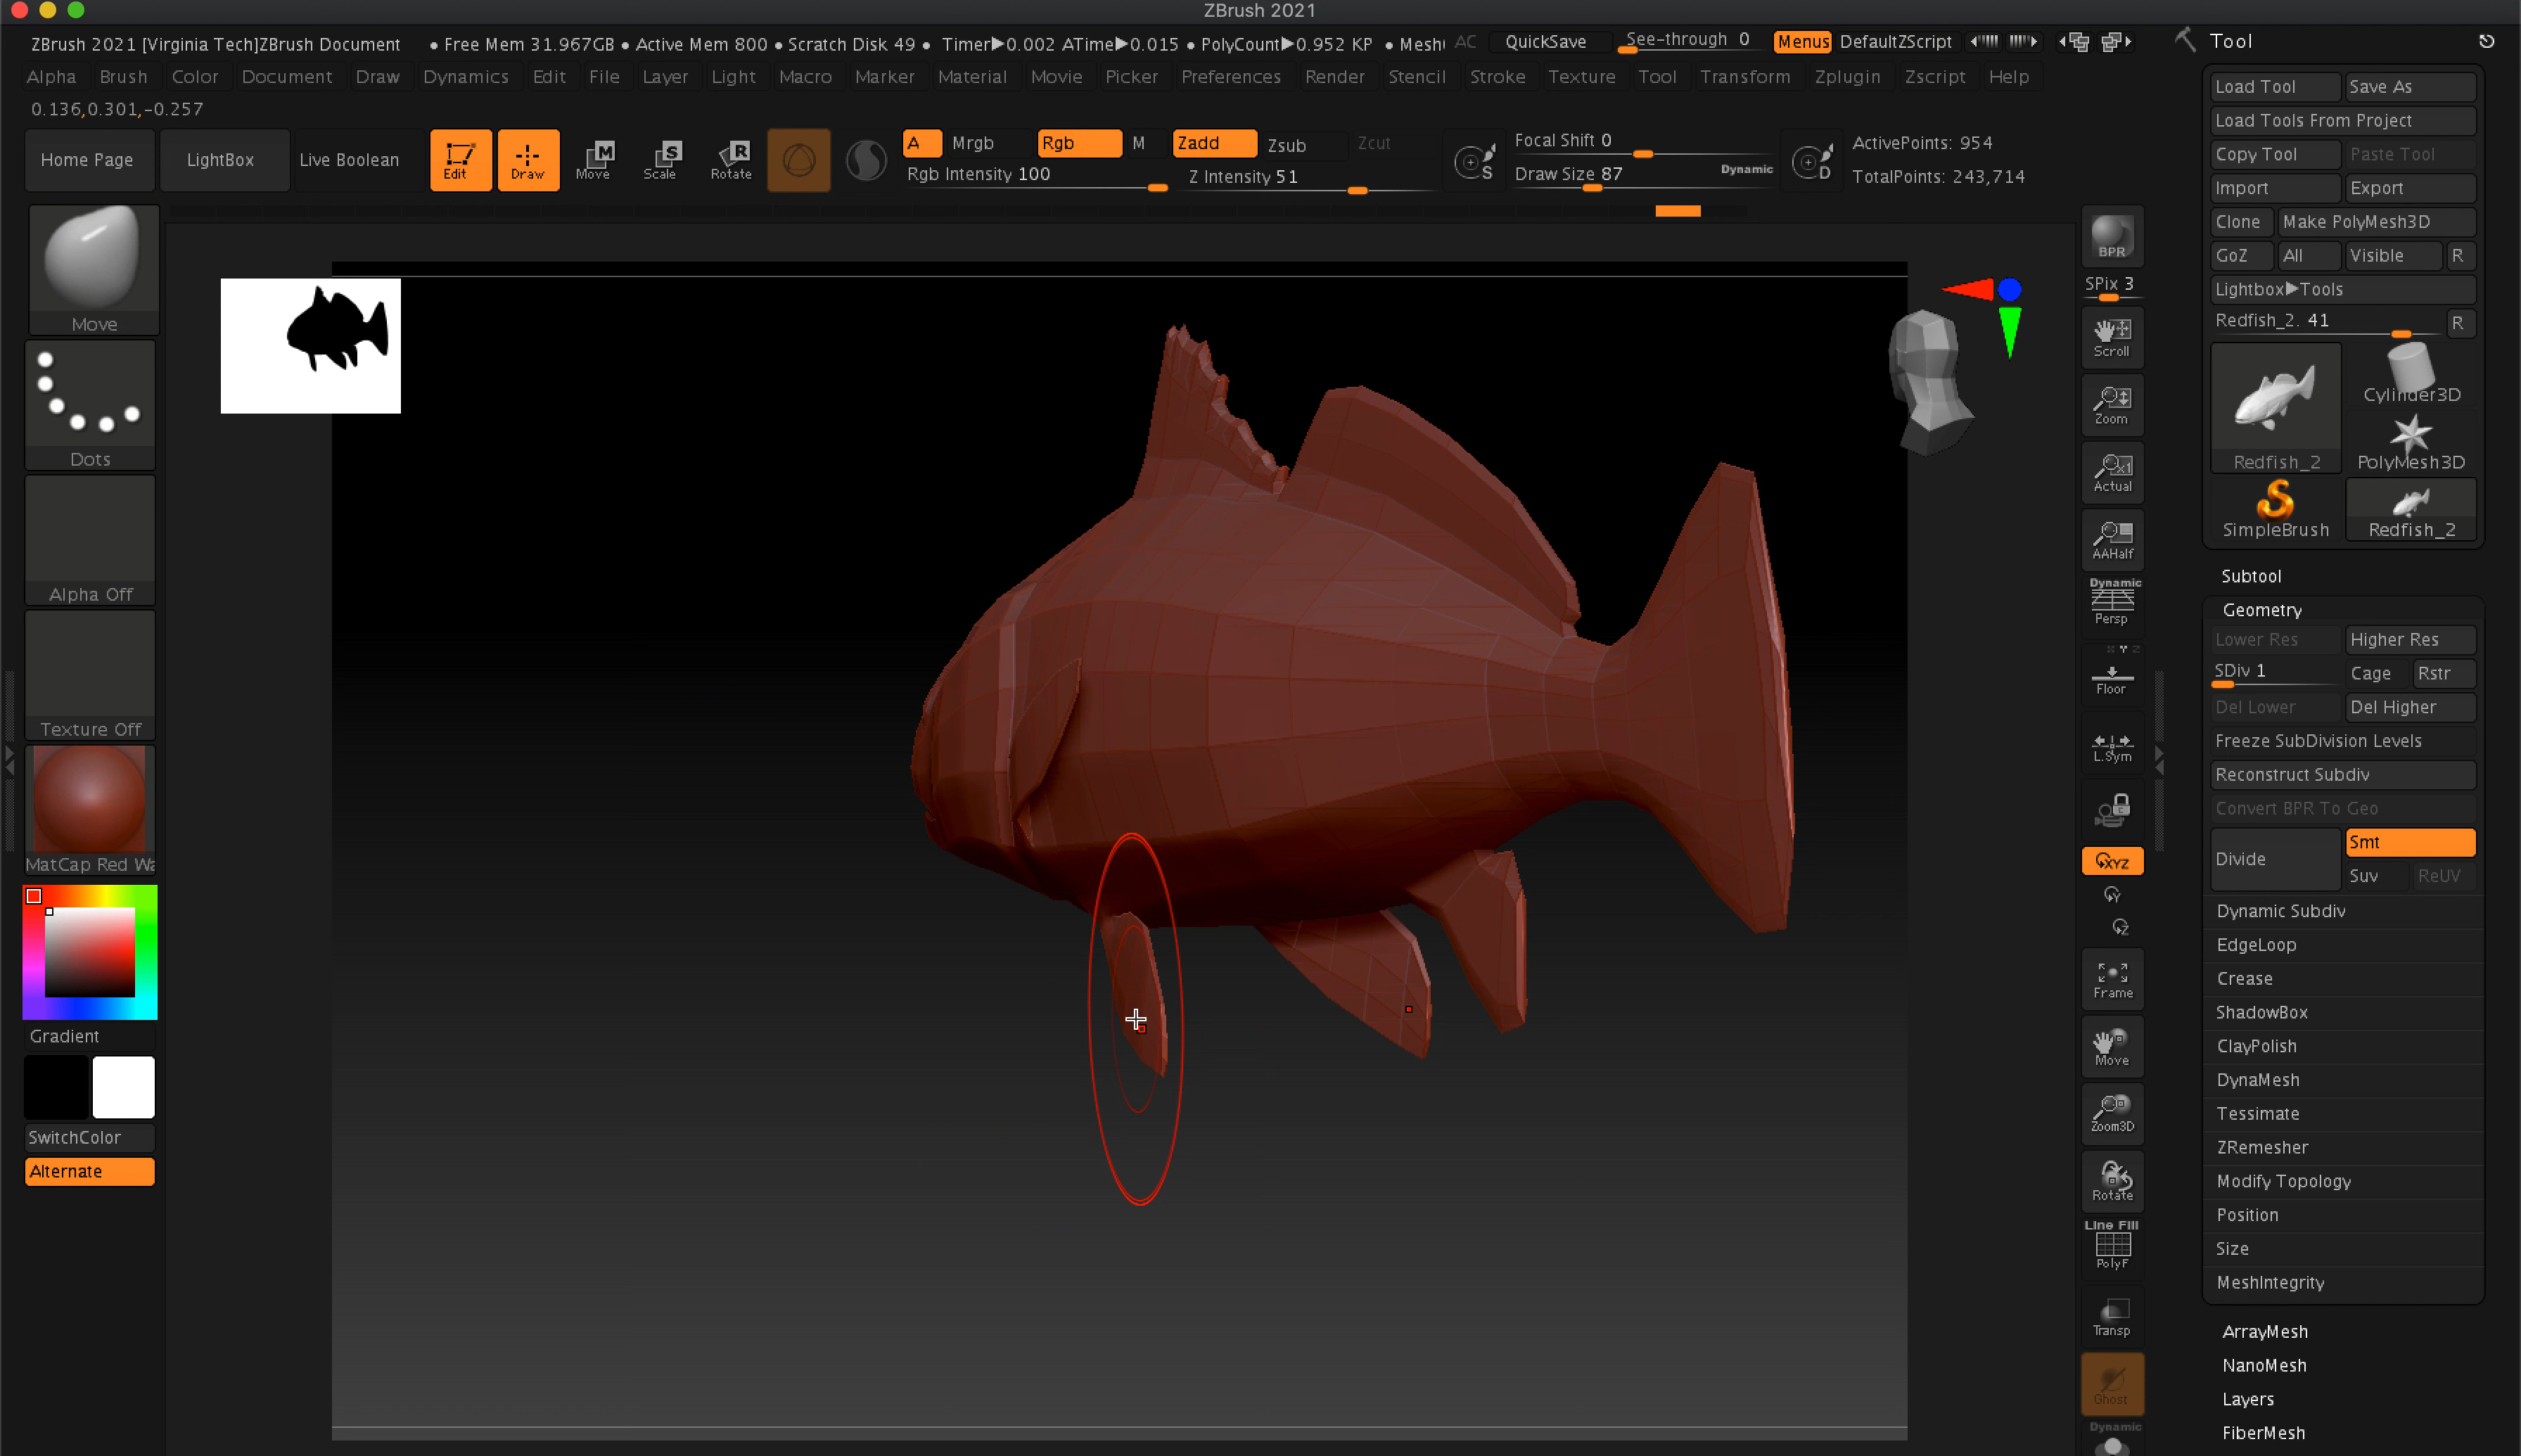 ZBrush 2021
ZBrush 2021 [Virginia Tech]ZBrush Document • Free Mem 31.967GB • Active Mem 800 • Scratch Disk 49 • Timer▶0.002 ATime▶0.015 • PolyCount▶0.952 KP • Mesh AC QuickSave See-through 0 Menus DefaultZScript
Alpha Brush Color Document Draw Dynamics Edit File Layer Light Macro Marker Material Movie Picker Preferences Render Stencil Stroke Texture Tool Transform Zplugin Zscript Help
0.136,0.301,-0.257
Home Page LightBox Live Boolean Edit Draw Move Scale Rotate
A Mrgb Rgb M Zadd Zsub Zcut
Rgb Intensity 100 Z Intensity 51
Focal Shift 0
Draw Size 87 Dynamic
ActivePoints: 954
TotalPoints: 243,714
Move
Dots
Alpha Off
Texture Off
MatCap Red Wa
Gradient
SwitchColor
Alternate
BPR
SPix 3
Scroll
Zoom
Actual
AAHalf
Dynamic
Persp
Floor
L.Sym
XYZ
Y
Z
Frame
Move
Zoom3D
Rotate
Line Fill
PolyF
Transp
Ghost
Dynamic
Tool
Load Tool Save As
Load Tools From Project
Copy Tool Paste Tool
Import Export
Clone Make PolyMesh3D
GoZ All Visible R
Lightbox▶Tools
Redfish_2. 41 R
Cylinder3D
Redfish_2 PolyMesh3D
SimpleBrush Redfish_2
Subtool
Geometry
Lower Res Higher Res
SDiv 1 Cage Rstr
Del Lower Del Higher
Freeze SubDivision Levels
Reconstruct Subdiv
Convert BPR To Geo
Divide Smt
Suv ReUV
Dynamic Subdiv
EdgeLoop
Crease
ShadowBox
ClayPolish
DynaMesh
Tessimate
ZRemesher
Modify Topology
Position
Size
MeshIntegrity
ArrayMesh
NanoMesh
Layers
FiberMesh